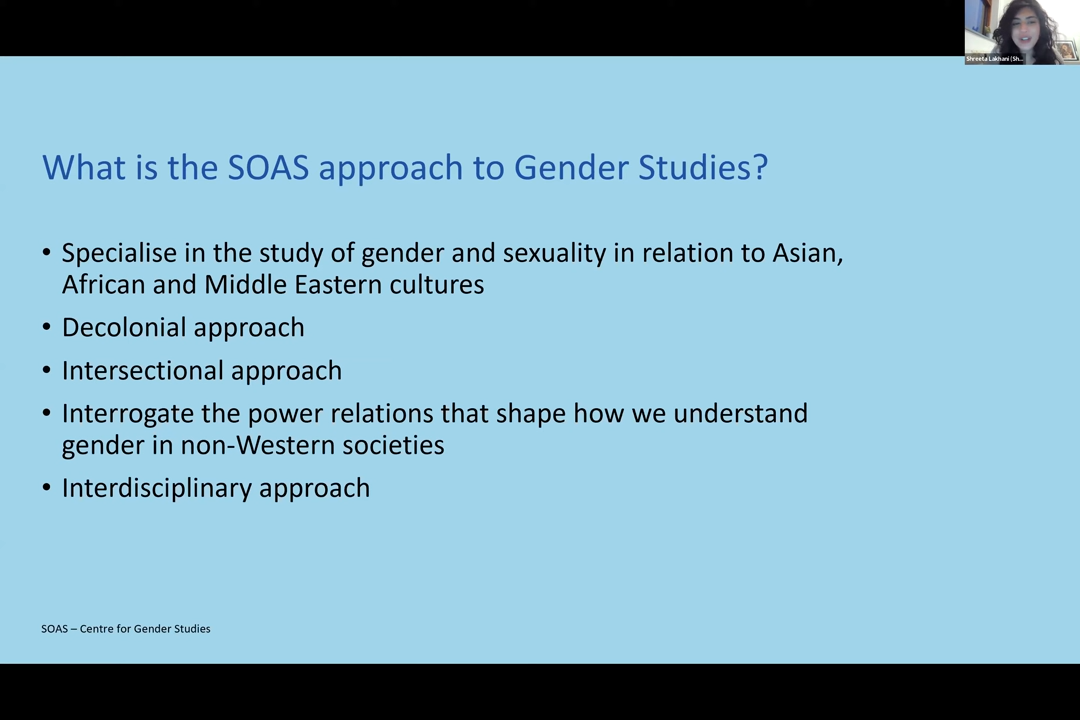 Shreeta Lakhani (Sh...
What is the SOAS approach to Gender Studies?
• Specialise in the study of gender and sexuality in relation to Asian,
African and Middle Eastern cultures
• Decolonial approach
• Intersectional approach
• Interrogate the power relations that shape how we understand
gender in non-Western societies
• Interdisciplinary approach
SOAS – Centre for Gender Studies